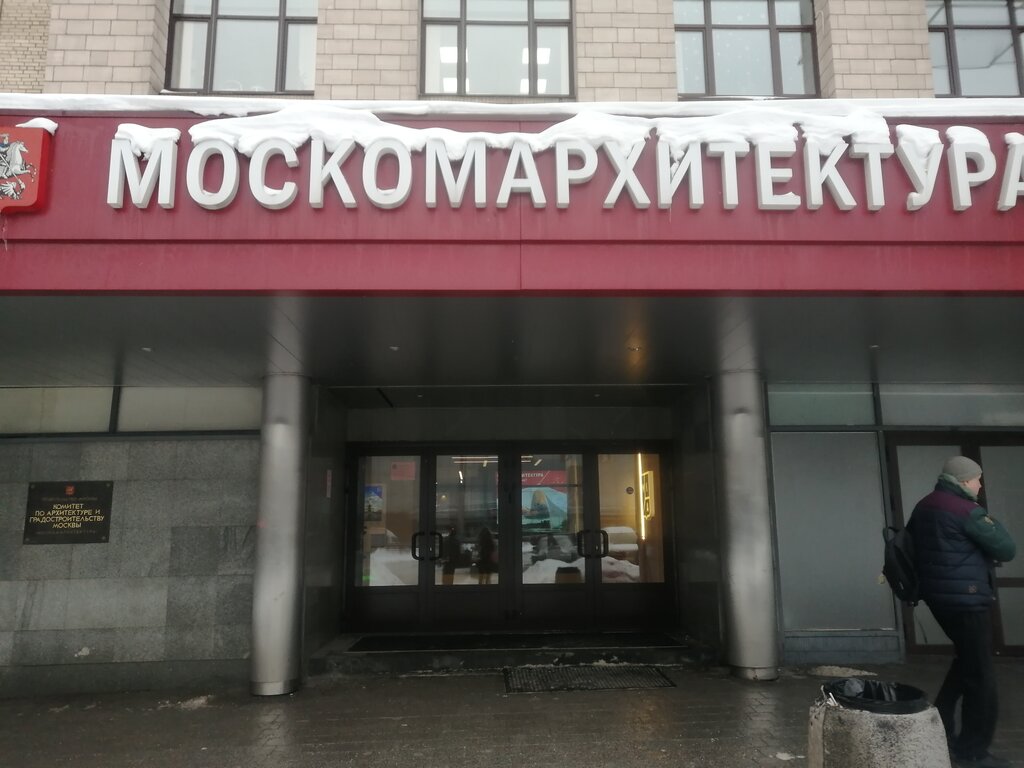 МОСКОМАРХИТЕКТУРА
КОМИТЕТ
ПО АРХИТЕКТУРЕ И
ГРАДОСТРОИТЕЛЬСТВУ
МОСКВЫ